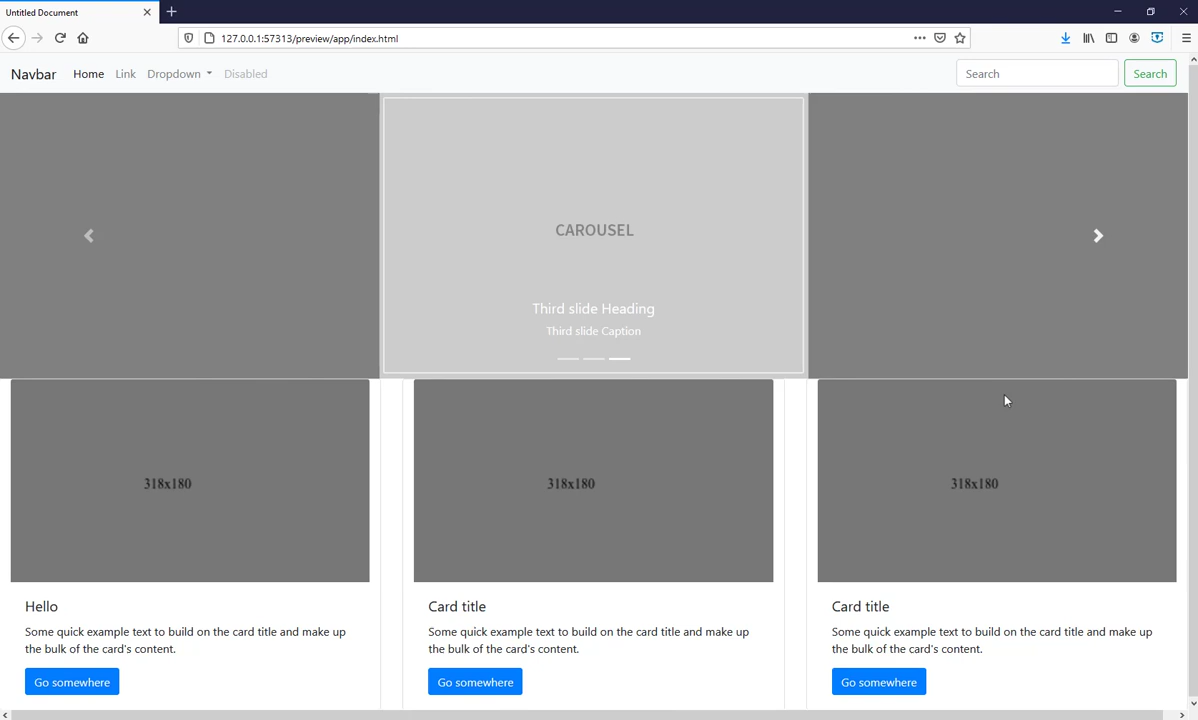 Untitled Document
127.0.0.1:57313/preview/app/index.html
Navbar Home Link Dropdown Disabled Search Search
CAROUSEL
Third slide Heading
Third slide Caption
318x180 318x180 318x180
Hello Card title Card title
Some quick example text to build on the card title and make up Some quick example text to build on the card title and make up Some quick example text to build on the card title and make up
the bulk of the card's content. the bulk of the card's content. the bulk of the card's content.
Go somewhere Go somewhere Go somewhere